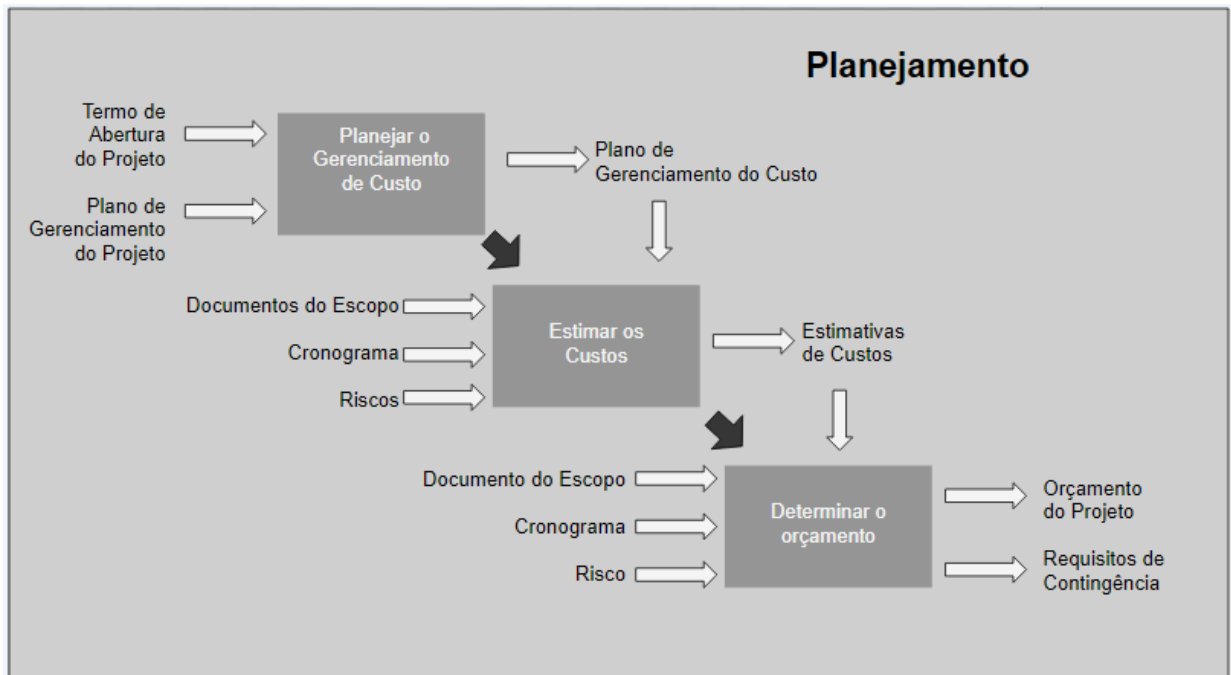 Planejamento
Termo de
Abertura
do Projeto
Plano de
Gerenciamento
do Projeto
Planejar o
Gerenciamento
de Custo
Plano de
Gerenciamento do Custo
Documentos do Escopo
Cronograma
Riscos
Estimar os
Custos
Estimativas
de Custos
Documento do Escopo
Cronograma
Risco
Determinar o
orçamento
Orçamento
do Projeto
Requisitos de
Contingência